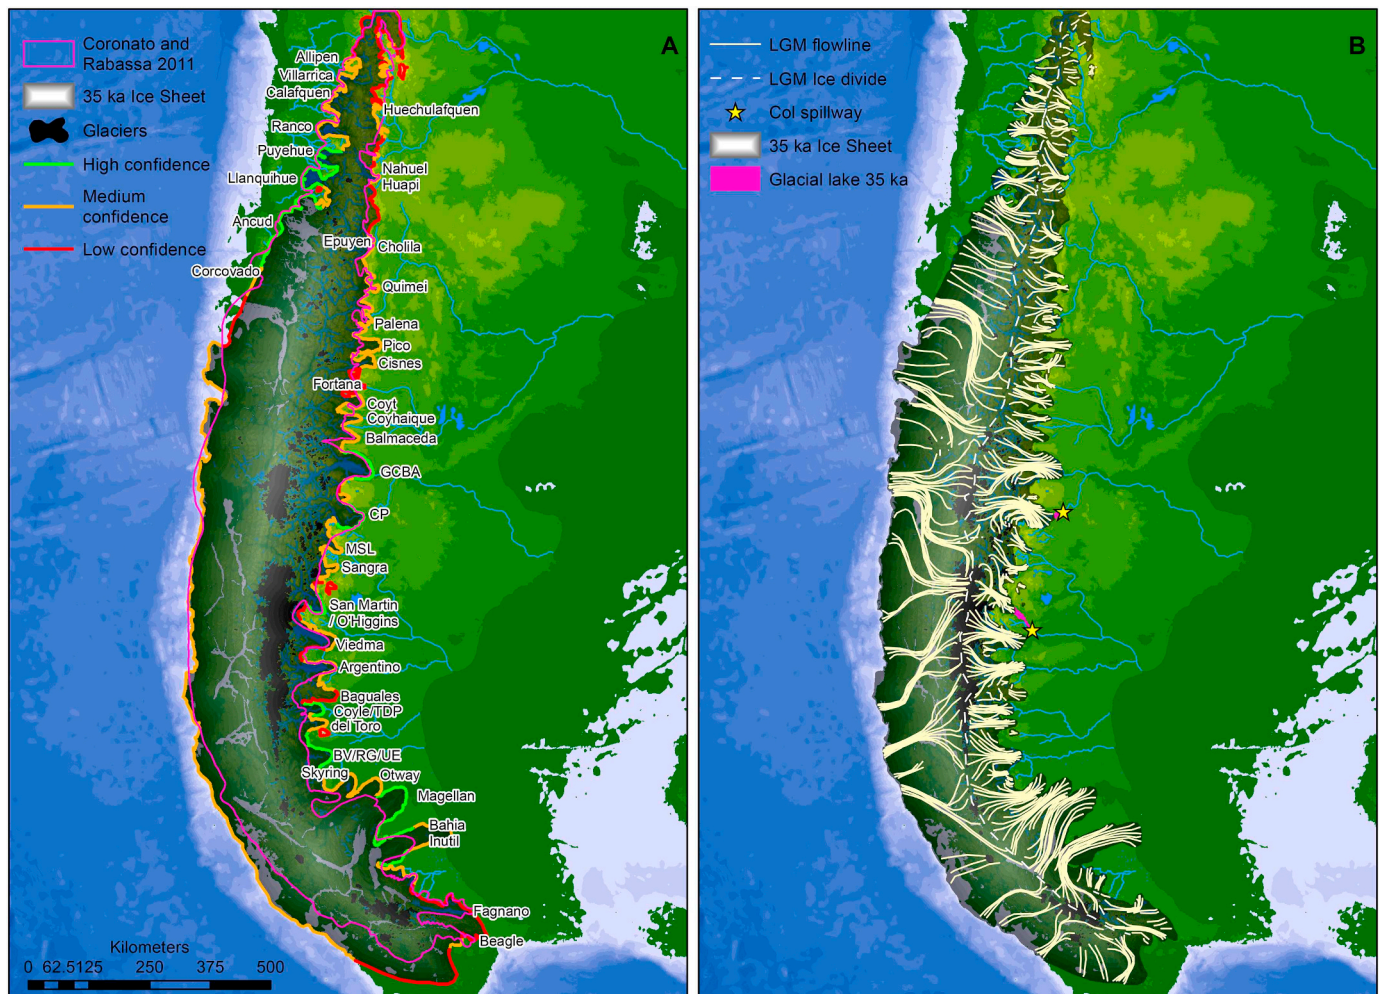 A
Coronato and
Rabassa 2011
35 ka Ice Sheet
Glaciers
High confidence
Medium
confidence
Low confidence
Allipen
Villarrica
Calafquen
Huechulafquen
Ranco
Puyehue
Nahuel
Huapi
Llanquihue
Ancud
Epuyen
Cholila
Corcovado
Quimei
Palena
Pico
Cisnes
Fortana
Coyt
Coyhaique
Balmaceda
GCBA
CP
MSL
Sangra
San Martin
/ O'Higgins
Viedma
Argentino
Baguales
Coyle/TDP
del Toro
BV/RG/UE
Skyring
Otway
Magellan
Bahia
Inutil
Fagnano
Beagle
Kilometers
0 62.5125 250 375 500
B
LGM flowline
LGM Ice divide
Col spillway
35 ka Ice Sheet
Glacial lake 35 ka